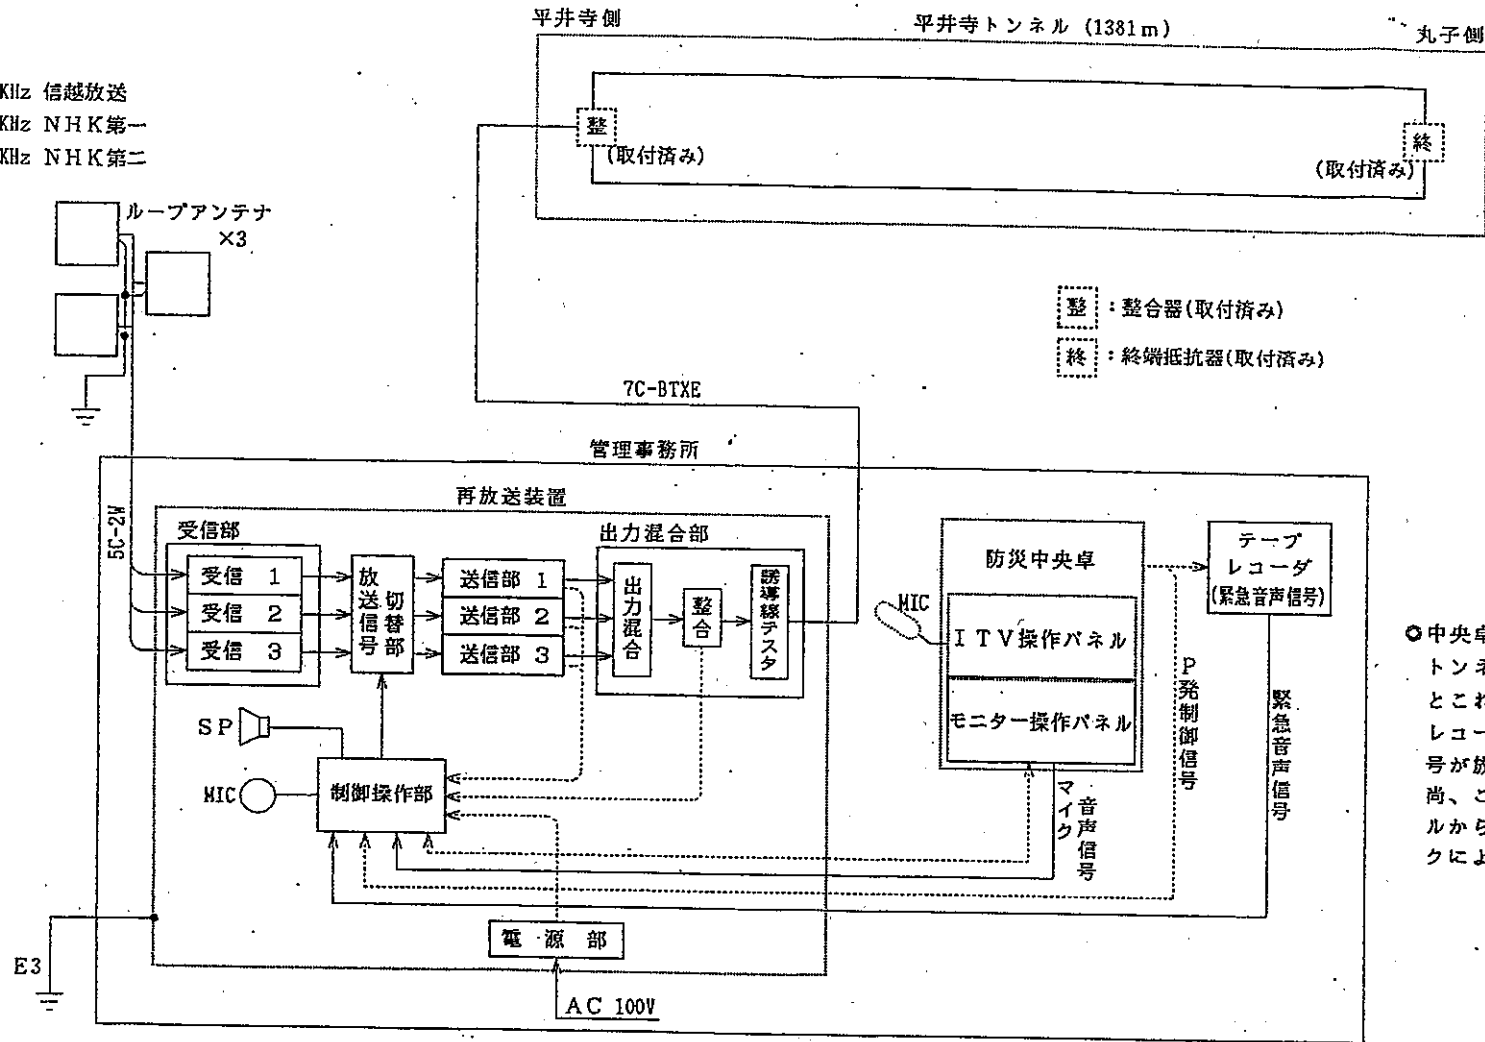 平井寺側
平井寺トンネル (1381m)
丸子側
KHz 信越放送
KHz NHK第一
KHz NHK第二
整
(取付済み)
終
(取付済み)
ループアンテナ
×3
整 :整合器(取付済み)
終 :終端抵抗器(取付済み)
7C-BTXE
管理事務所
再放送装置
5C-2W
受信部
受信 1
受信 2
受信 3
放送信号
切替部
送信部 1
送信部 2
送信部 3
出力混合部
出力混合
整合
誘導線テスタ
防災中央卓
MIC
ITV操作パネル
モニター操作パネル
テープ
レコーダ
(緊急音声信号)
P発制御信号
緊急音声信号
マイク
音声信号
SP
MIC
制御操作部
電源部
AC 100V
E3
○中央卓
トンネ
とこれ
レコー
号が放
尚、こ
ルから
クによ